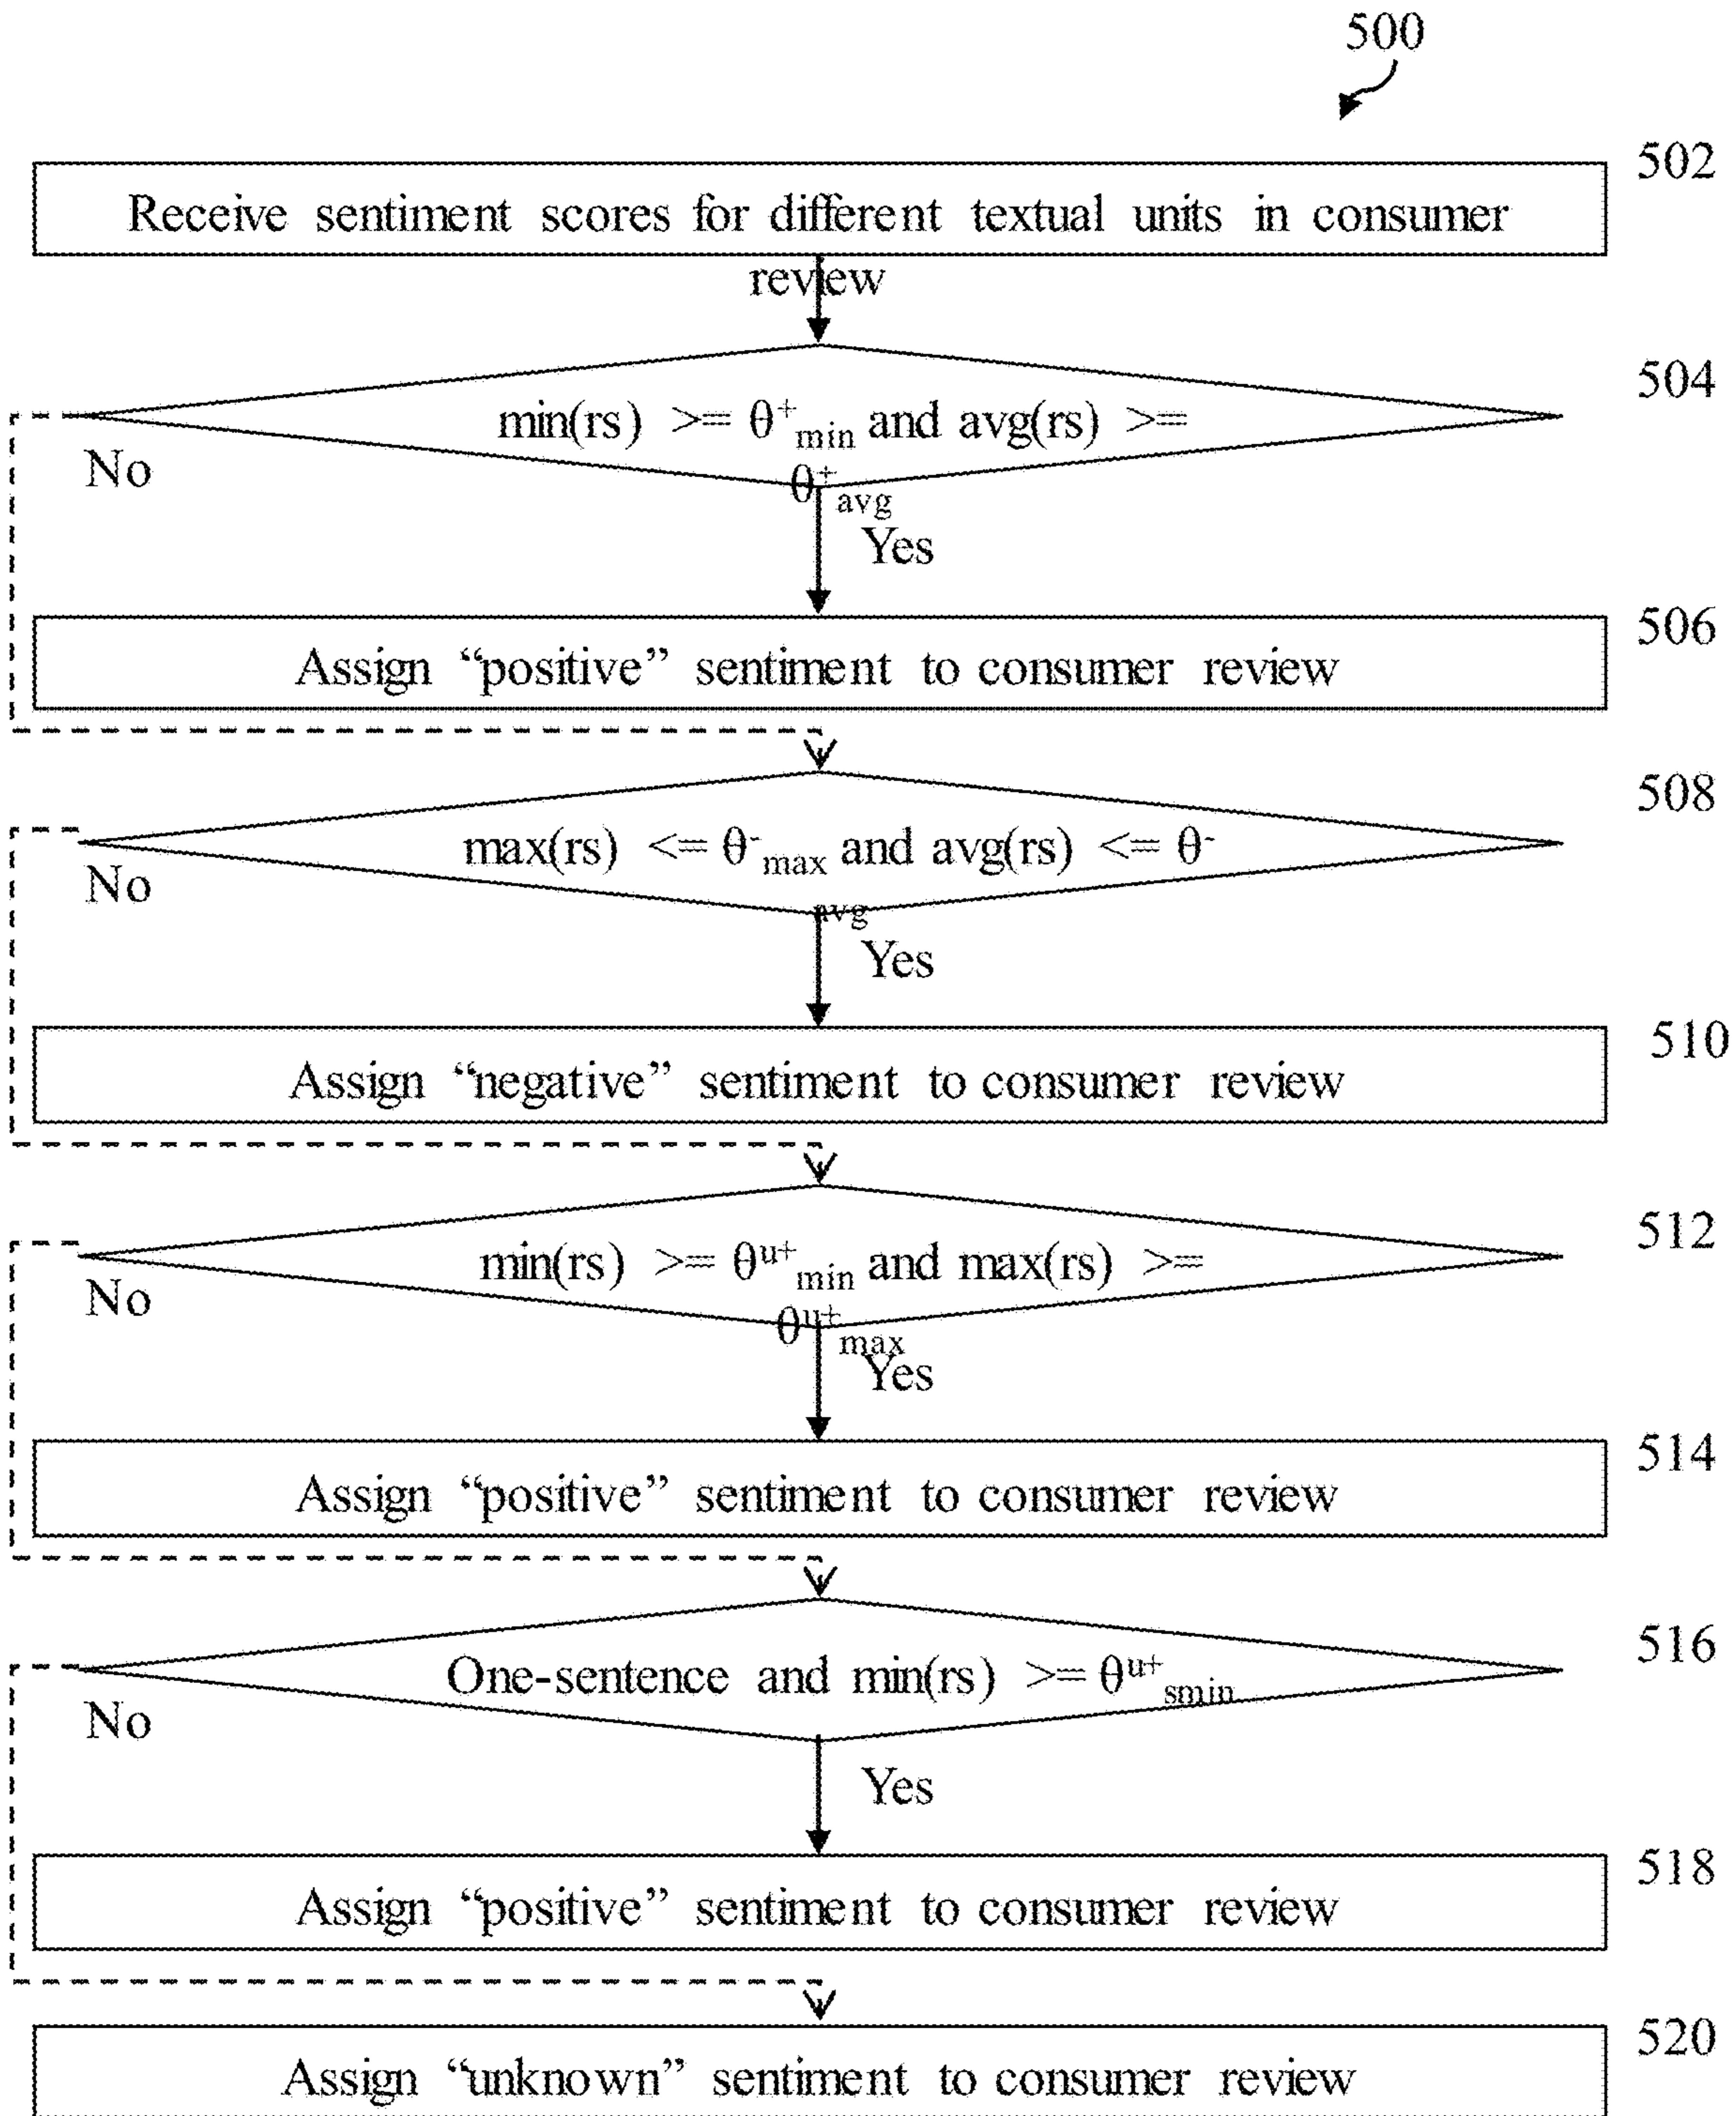 500
502
Receive sentiment scores for different textual units in consumer
review
504
min(rs) >= θ⁺min and avg(rs) >=
θ⁺avg
No
Yes
506
Assign “positive” sentiment to consumer review
508
max(rs) <= θ⁻max and avg(rs) <= θ⁻
avg
No
Yes
510
Assign “negative” sentiment to consumer review
512
min(rs) >= θᵘ⁺min and max(rs) >=
θᵘ⁺max
No
Yes
514
Assign “positive” sentiment to consumer review
516
One-sentence and min(rs) >= θᵘ⁺smin
No
Yes
518
Assign “positive” sentiment to consumer review
520
Assign “unknown” sentiment to consumer review